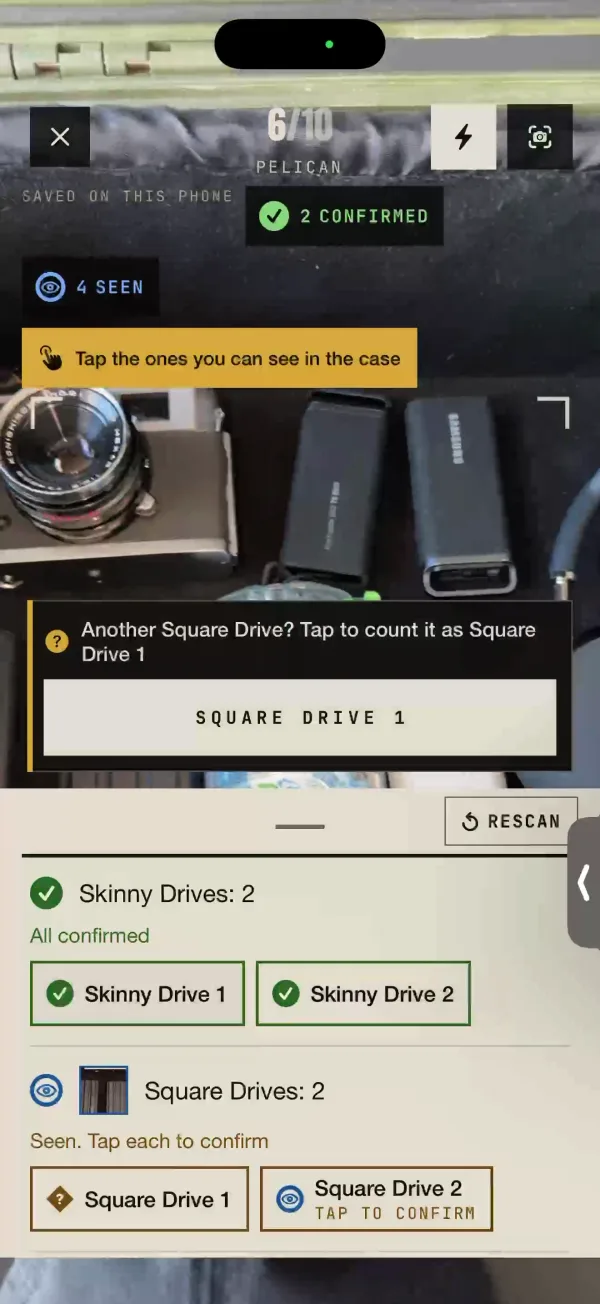 6/10
PELICAN
SAVED ON THIS PHONE
2 CONFIRMED
4 SEEN
Tap the ones you can see in the case
SAMSUNG
Another Square Drive? Tap to count it as Square
Drive 1
SQUARE DRIVE 1
RESCAN
Skinny Drives: 2
All confirmed
Skinny Drive 1
Skinny Drive 2
Square Drives: 2
Seen. Tap each to confirm
Square Drive 1
Square Drive 2
TAP TO CONFIRM